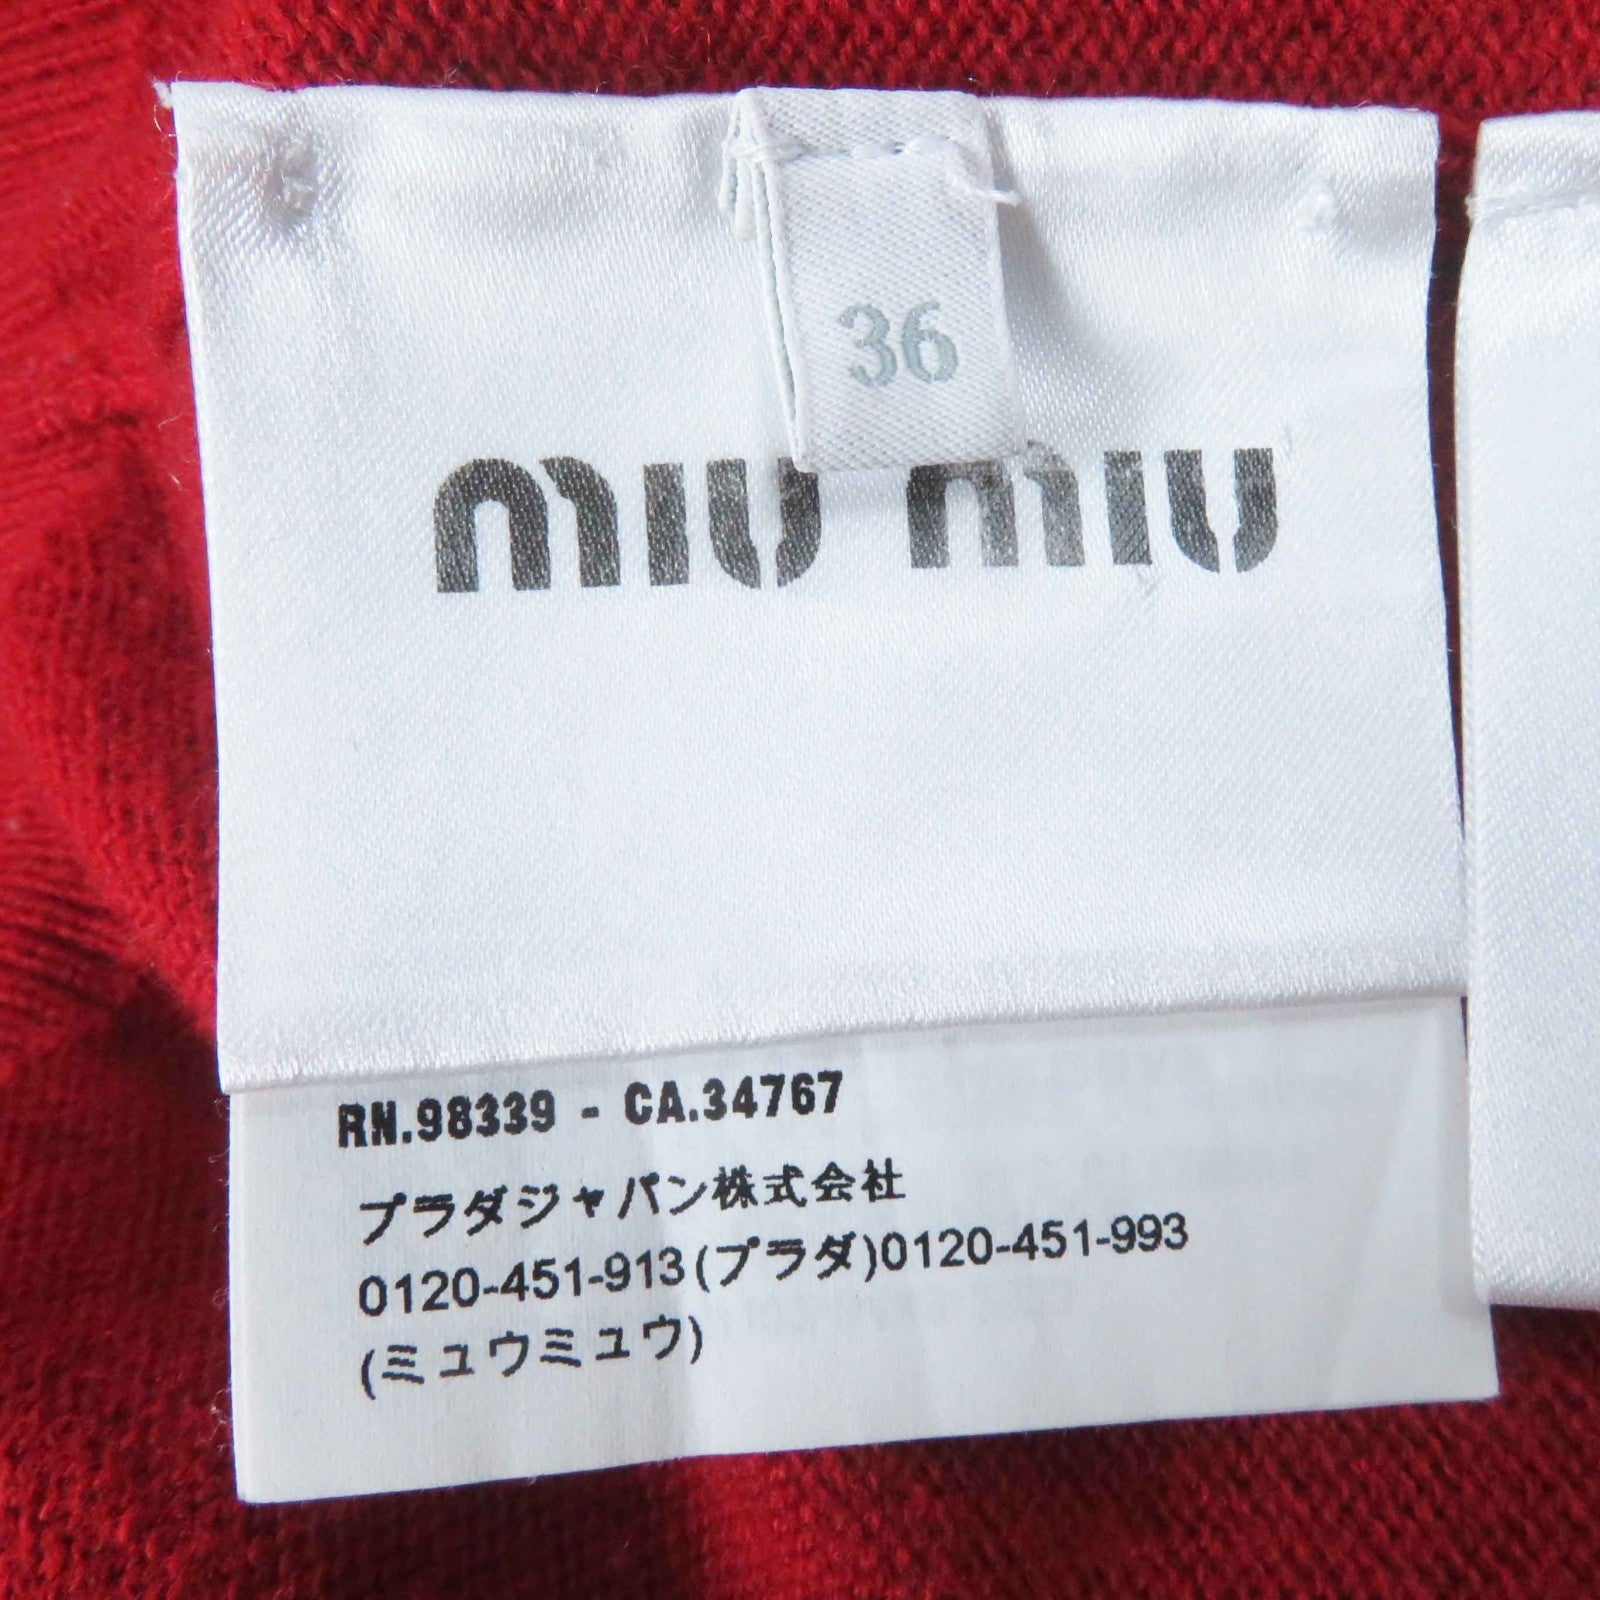 36
miu miu
RN.98339 - CA.34767
プラダジャパン株式会社
0120-451-913(プラダ)0120-451-993
(ミュウミュウ)